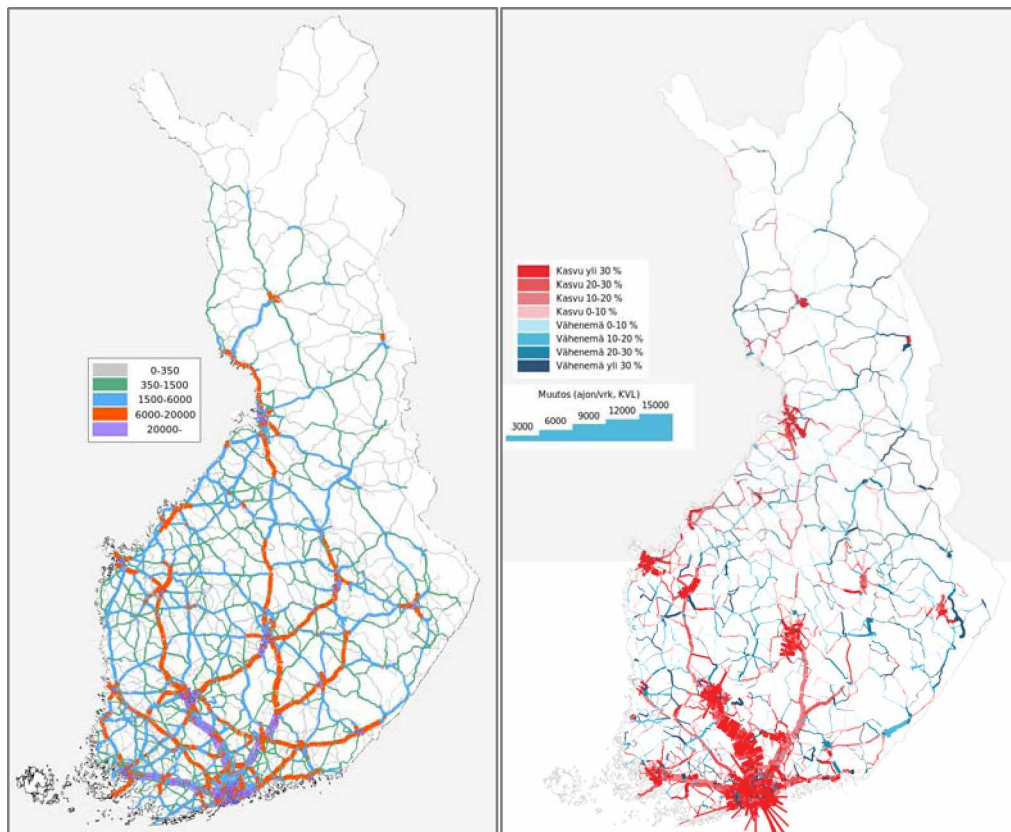 0-350
350-1500
1500-6000
6000-20000
20000-
Kasvu yli 30 %
Kasvu 20-30 %
Kasvu 10-20 %
Kasvu 0-10 %
Vähenemä 0-10 %
Vähenemä 10-20 %
Vähenemä 20-30 %
Vähenemä yli 30 %
Muutos (ajon/vrk, KVL)
3000 6000 9000 12000 15000